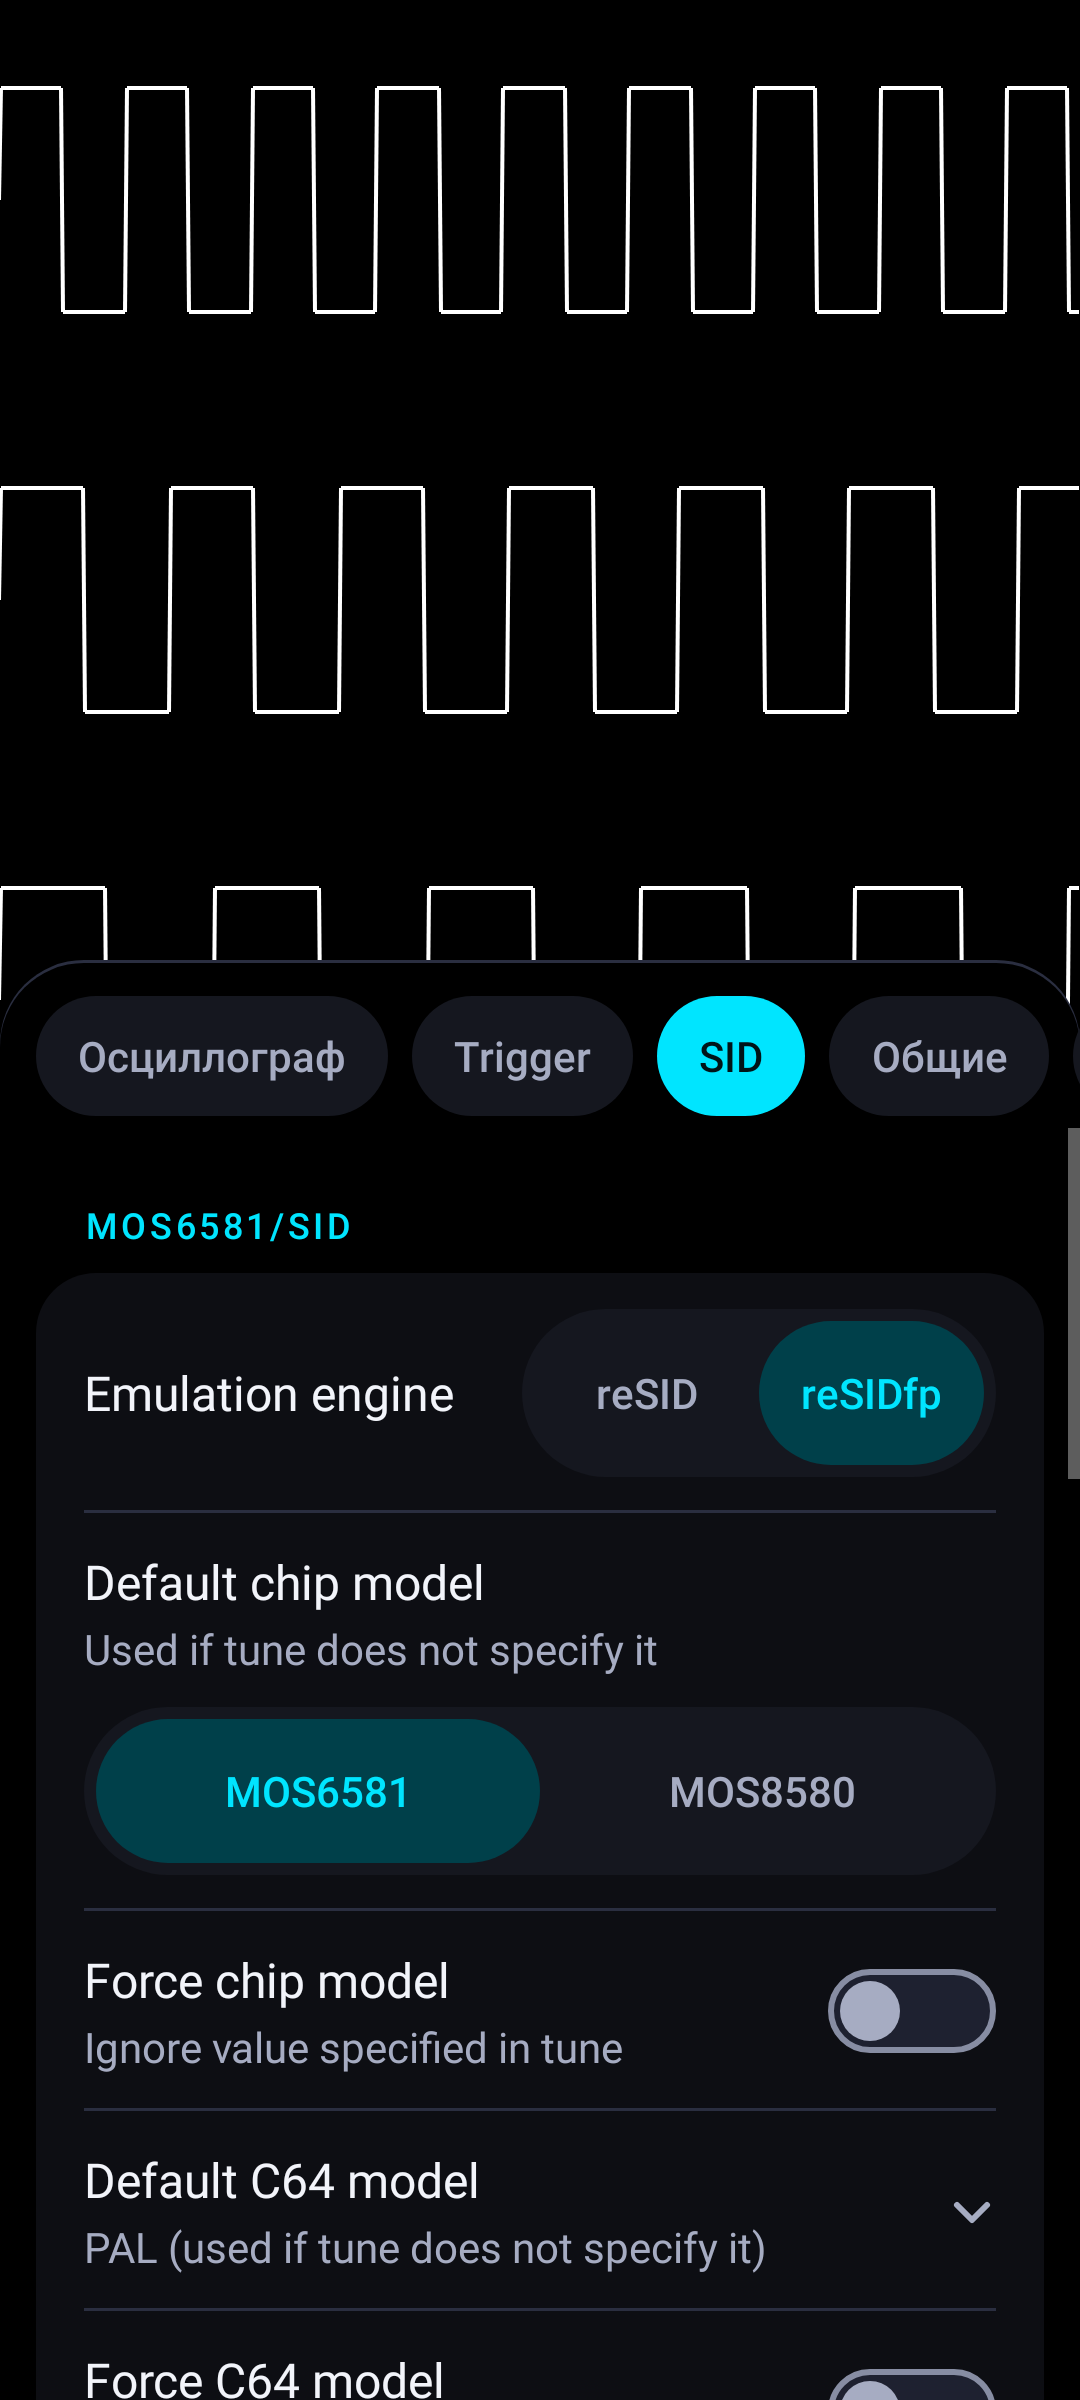 Осциллограф Trigger SID Общие
MOS6581/SID
Emulation engine reSID reSIDfp
Default chip model
Used if tune does not specify it
MOS6581 MOS8580
Force chip model
Ignore value specified in tune
Default C64 model
PAL (used if tune does not specify it)
Force C64 model